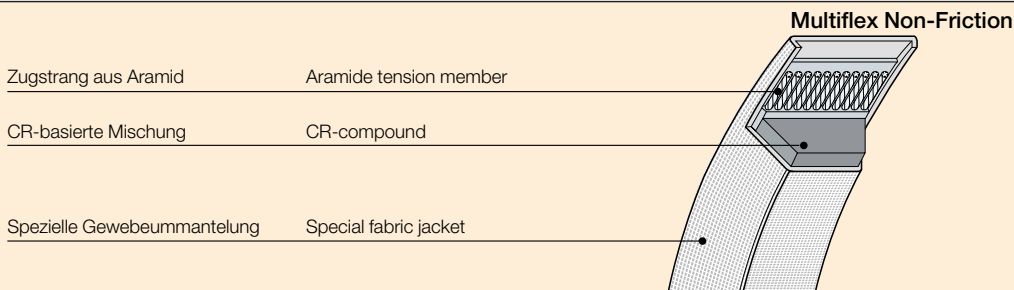 Multiflex Non-Friction
Zugstrang aus Aramid Aramide tension member
CR-basierte Mischung CR-compound
Spezielle Gewebeummantelung Special fabric jacket